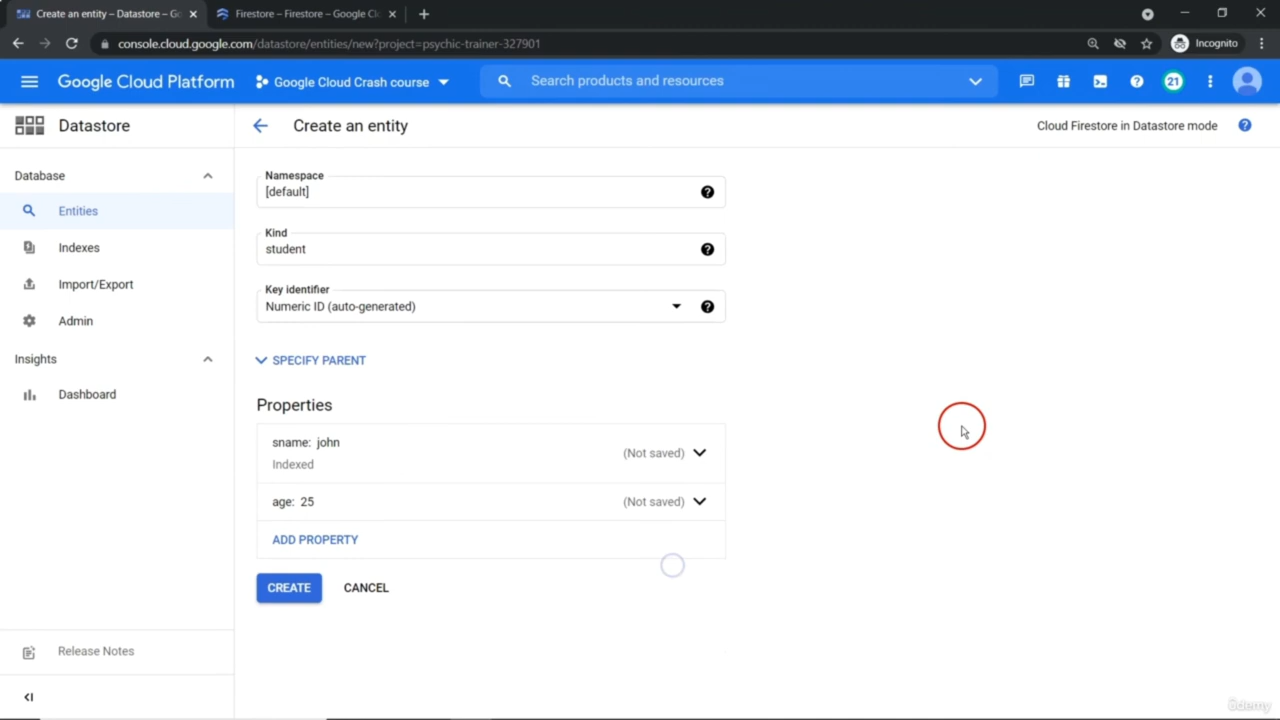 Create an entity – Datastore – Go
Firestore – Firestore – Google Cl
console.cloud.google.com/datastore/entities/new?project=psychic-trainer-327901
Incognito
Google Cloud Platform
Google Cloud Crash course
Search products and resources
21
Datastore
Create an entity
Cloud Firestore in Datastore mode
Database
Entities
Indexes
Import/Export
Admin
Insights
Dashboard
Release Notes
Namespace
[default]
Kind
student
Key identifier
Numeric ID (auto-generated)
SPECIFY PARENT
Properties
sname: john
(Not saved)
Indexed
age: 25
(Not saved)
ADD PROPERTY
CREATE
CANCEL
ûdemy